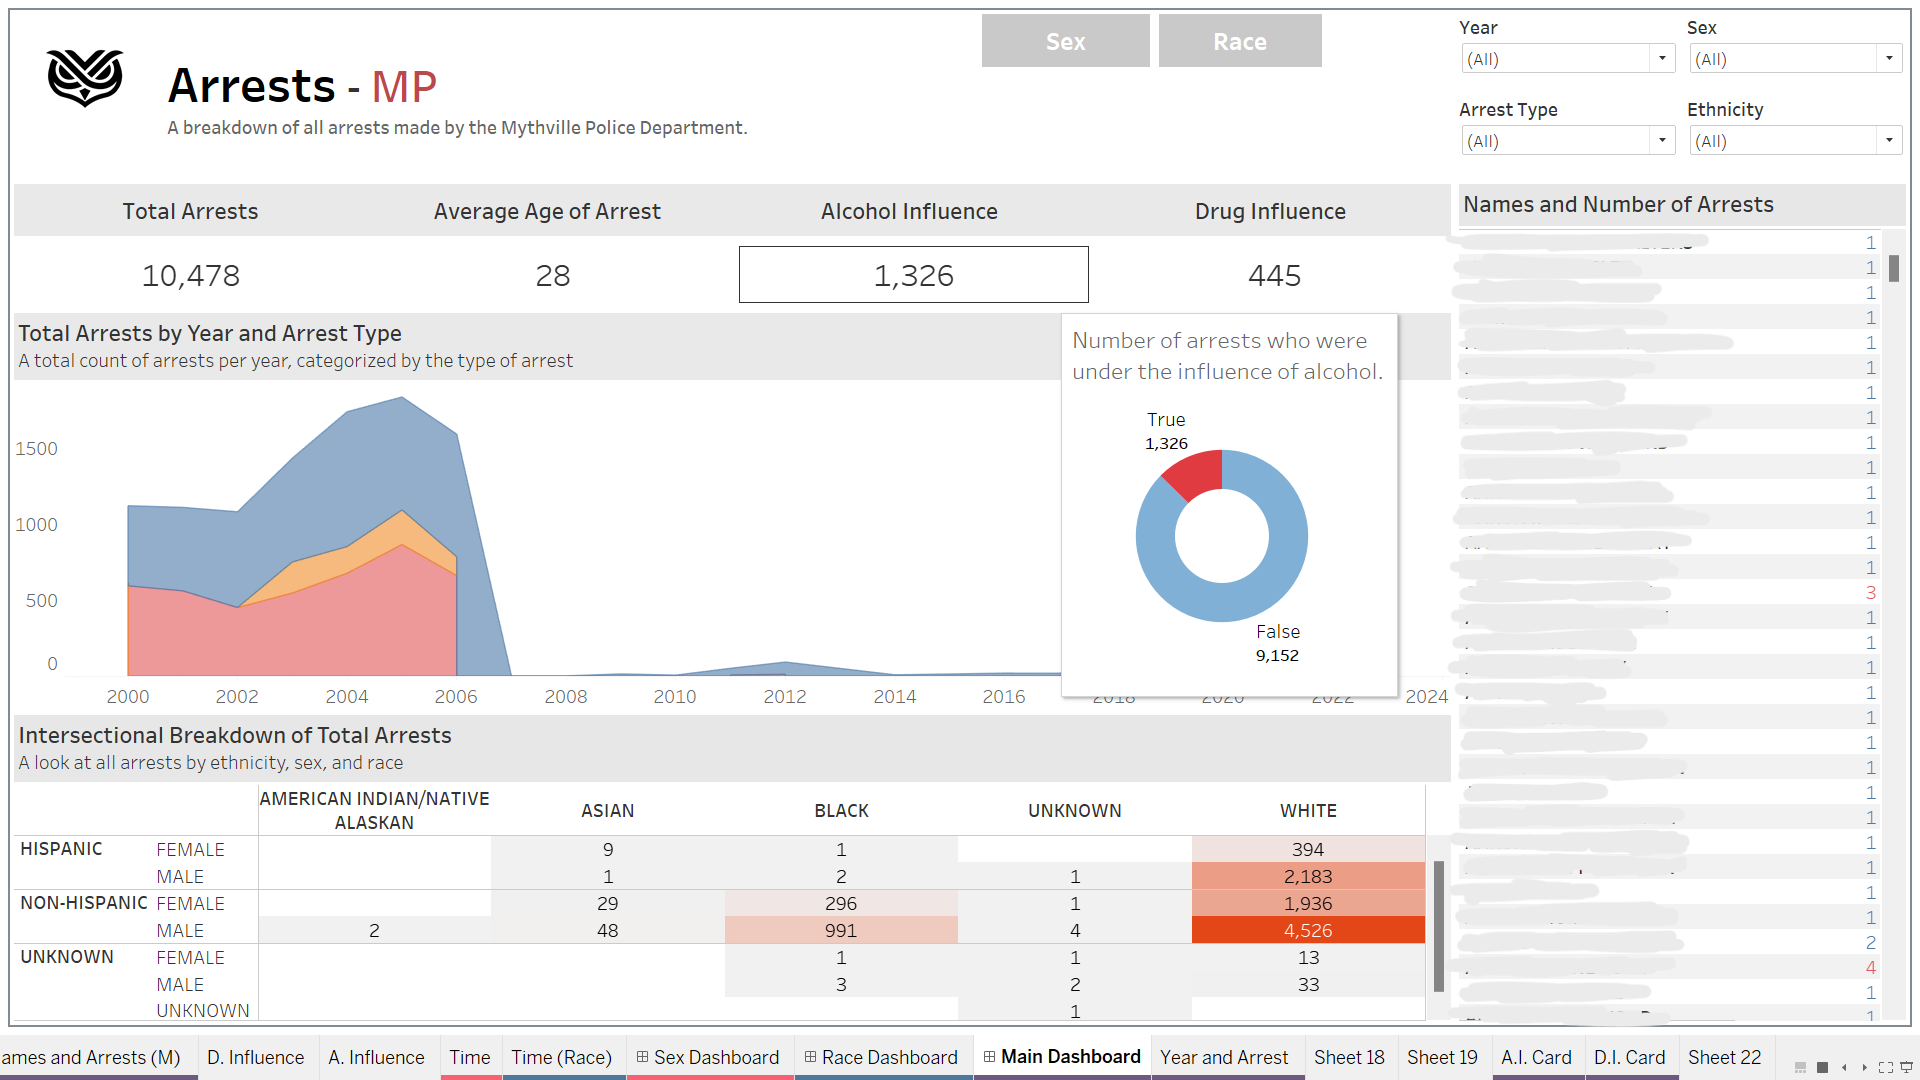 Sex
Race
Year
Sex
(All)
(All)
Arrests - MP
A breakdown of all arrests made by the Mythville Police Department.
Arrest Type
Ethnicity
(All)
(All)
Total Arrests
Average Age of Arrest
Alcohol Influence
Drug Influence
10,478
28
1,326
445
Total Arrests by Year and Arrest Type
A total count of arrests per year, categorized by the type of arrest
1500
1000
500
0
2000 2002 2004 2006 2008 2010 2012 2014 2016 2018 2020 2022 2024
Number of arrests who were
under the influence of alcohol.
True
1,326
False
9,152
Intersectional Breakdown of Total Arrests
A look at all arrests by ethnicity, sex, and race
AMERICAN INDIAN/NATIVE
ALASKAN
ASIAN
BLACK
UNKNOWN
WHITE
HISPANIC FEMALE 9 1 394
MALE 1 2 1 2,183
NON-HISPANIC FEMALE 29 296 1 1,936
MALE 2 48 991 4 4,526
UNKNOWN FEMALE 1 1 13
MALE 3 2 33
UNKNOWN 1
Names and Number of Arrests
1
1
1
1
1
1
1
1
1
1
1
1
1
1
3
1
1
1
1
1
1
1
1
1
1
1
1
1
2
4
1
1
ames and Arrests (M)
D. Influence
A. Influence
Time
Time (Race)
Sex Dashboard
Race Dashboard
Main Dashboard
Year and Arrest
Sheet 18
Sheet 19
A.I. Card
D.I. Card
Sheet 22